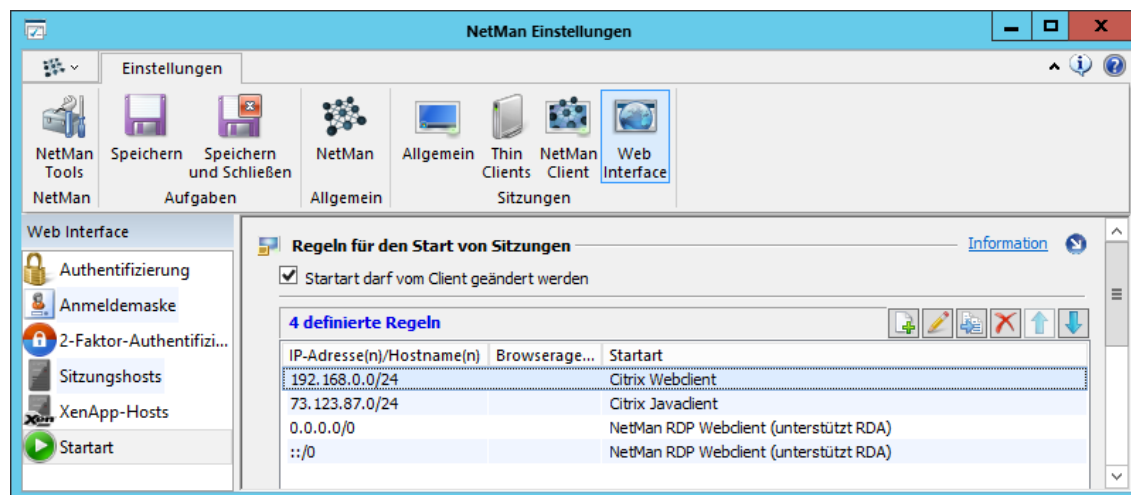 NetMan Einstellungen
Einstellungen
NetMan Tools
Speichern
Speichern und Schließen
NetMan
Allgemein
Thin Clients
NetMan Client
Web Interface
NetMan
Aufgaben
Allgemein
Sitzungen
Web Interface
Authentifizierung
Anmeldemaske
2-Faktor-Authentifizi...
Sitzungshosts
Xen
XenApp-Hosts
Startart
Regeln für den Start von Sitzungen
Information
Startart darf vom Client geändert werden
4 definierte Regeln
IP-Adresse(n)/Hostname(n) Browserage... Startart
192.168.0.0/24 Citrix Webclient
73.123.87.0/24 Citrix Javaclient
0.0.0.0/0 NetMan RDP Webclient (unterstützt RDA)
::/0 NetMan RDP Webclient (unterstützt RDA)